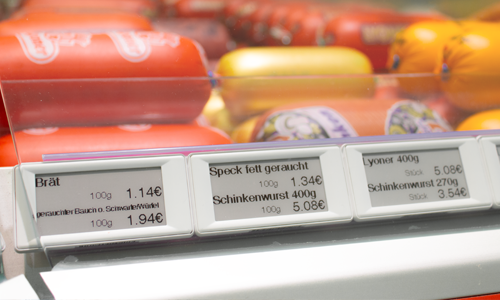 Brät
100g 1.14€
geräuchter Bauch o. Schwarte Würfel
100g 1.94€
Speck fett geraucht
100g 1.34€
Schinkenwurst 400g
100g 5.08€
Lyoner 400g
Stück 5.08€
Schinkenwurst 270g
Stück 3.54€